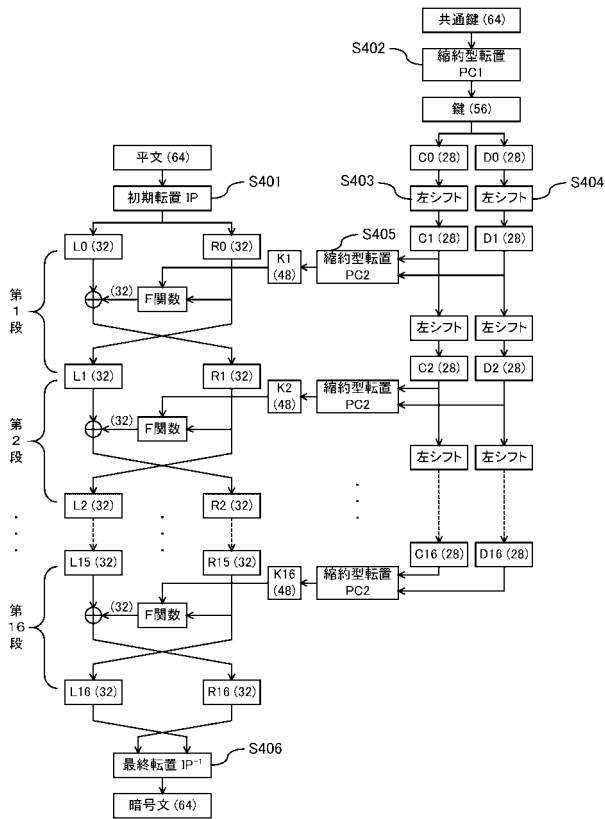 共通鍵 (64)
S402
縮約型転置
PC1
鍵 (56)
平文 (64)
C0 (28)
D0 (28)
S401
S403
S404
初期転置 IP
左シフト
左シフト
L0 (32)
R0 (32)
S405
C1 (28)
D1 (28)
K1
(48)
縮約型転置
PC2
第
1
段
(32)
F関数
左シフト
左シフト
L1 (32)
R1 (32)
C2 (28)
D2 (28)
K2
(48)
縮約型転置
PC2
第
2
段
(32)
F関数
左シフト
左シフト
L2 (32)
R2 (32)
L15 (32)
R15 (32)
C16 (28)
D16 (28)
K16
(48)
縮約型転置
PC2
第
16
段
(32)
F関数
L16 (32)
R16 (32)
S406
最終転置 IP⁻¹
暗号文 (64)